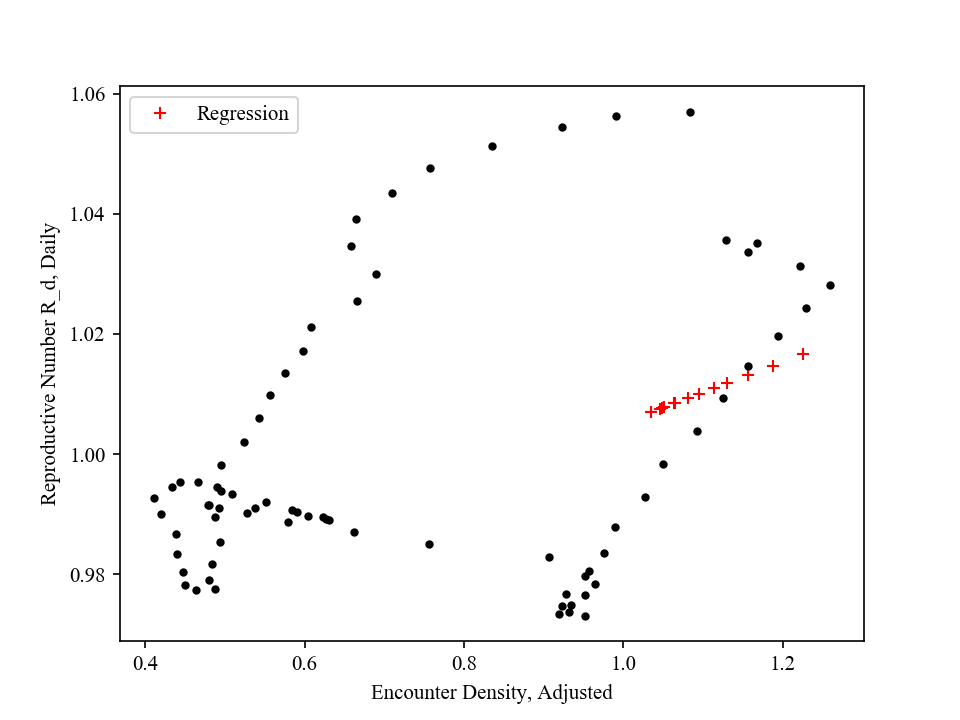 1.06
Regression
1.04
1.02
1.00
0.98
Reproductive Number R_d, Daily
0.4 0.6 0.8 1.0 1.2
Encounter Density, Adjusted